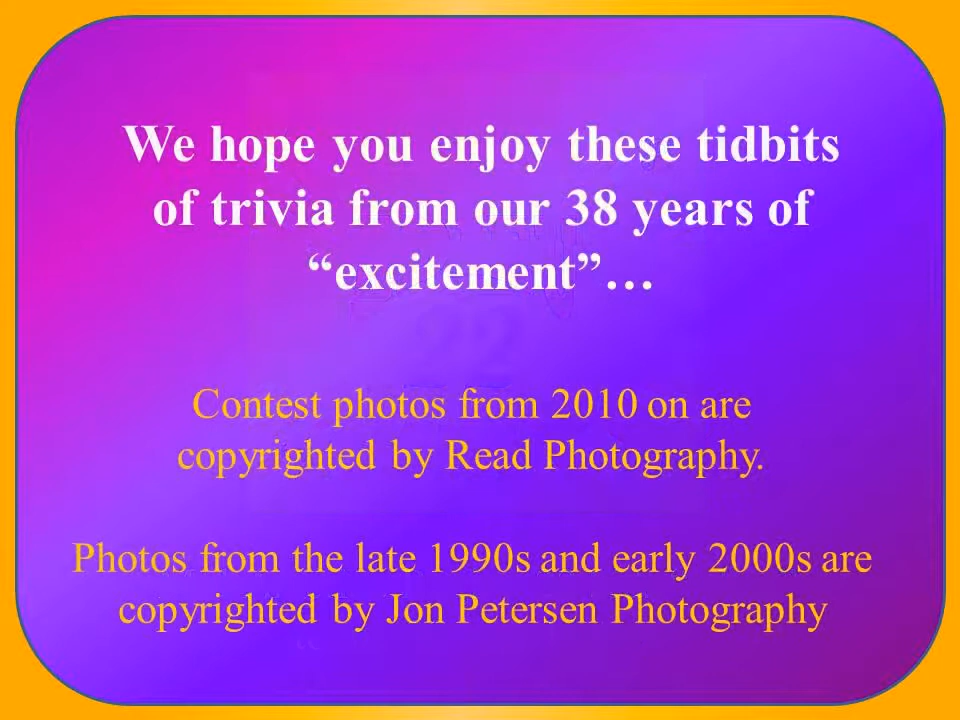 We hope you enjoy these tidbits
of trivia from our 38 years of
“excitement”…
Contest photos from 2010 on are
copyrighted by Read Photography.
Photos from the late 1990s and early 2000s are
copyrighted by Jon Petersen Photography